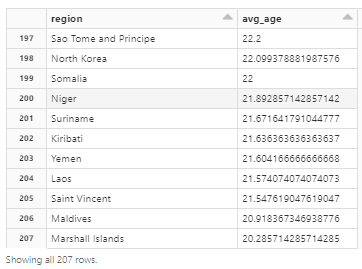 region avg_age
197 Sao Tome and Principe 22.2
198 North Korea 22.099378881987576
199 Somalia 22
200 Niger 21.892857142857142
201 Suriname 21.671641791044777
202 Kiribati 21.636363636363637
203 Yemen 21.604166666666668
204 Laos 21.574074074074073
205 Saint Vincent 21.547619047619047
206 Maldives 20.918367346938776
207 Marshall Islands 20.285714285714285
Showing all 207 rows.